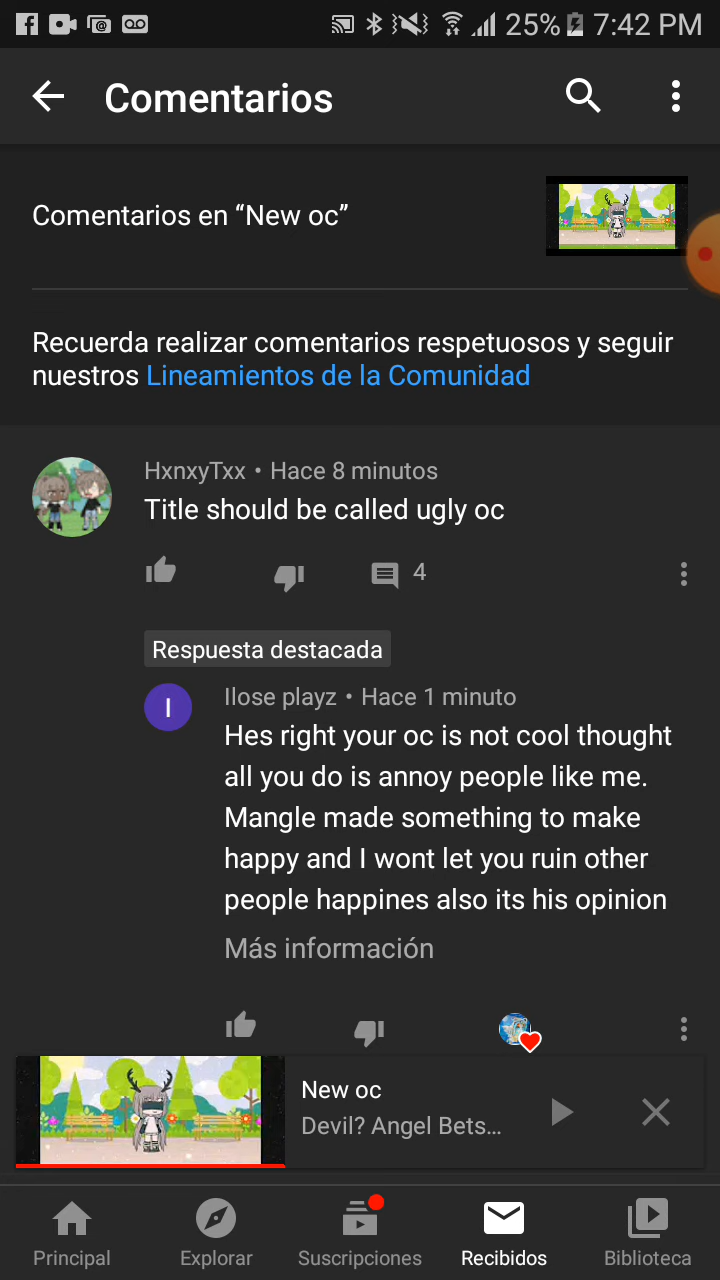 25% 7:42 PM
Comentarios
Comentarios en “New oc”
Recuerda realizar comentarios respetuosos y seguir
nuestros Lineamientos de la Comunidad
HxnxyTxx • Hace 8 minutos
Title should be called ugly oc
4
Respuesta destacada
I
Ilose playz • Hace 1 minuto
Hes right your oc is not cool thought
all you do is annoy people like me.
Mangle made something to make
happy and I wont let you ruin other
people happines also its his opinion
Más información
New oc
Devil? Angel Bets...
Principal Explorar Suscripciones Recibidos Biblioteca